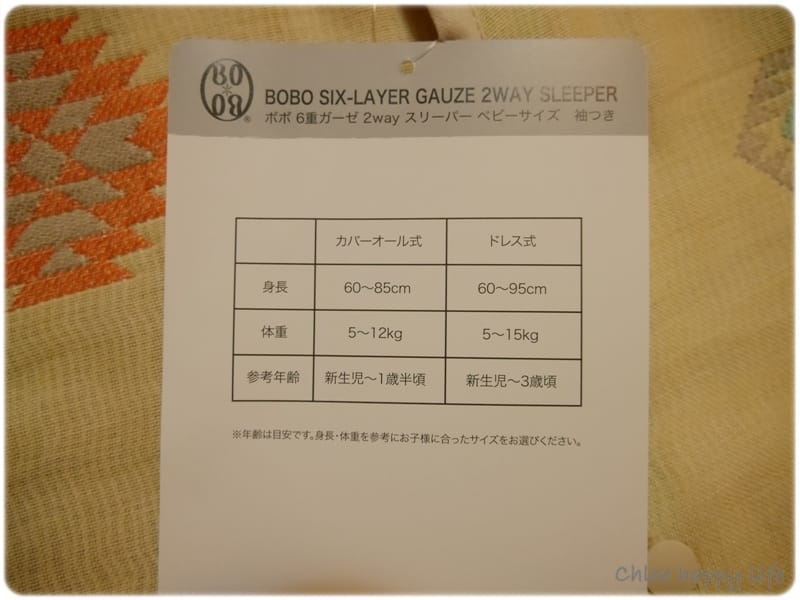 BO
BO
BOBO SIX-LAYER GAUZE 2WAY SLEEPER
ボボ 6重ガーゼ 2way スリーパー ベビーサイズ 袖つき
カバーオール式 ドレス式
身長 60〜85cm 60〜95cm
体重 5〜12kg 5〜15kg
参考年齢 新生児〜1歳半頃 新生児〜3歳頃
※年齢は目安です。身長・体重を参考にお子様に合ったサイズをお選びください。
Chloe happy life